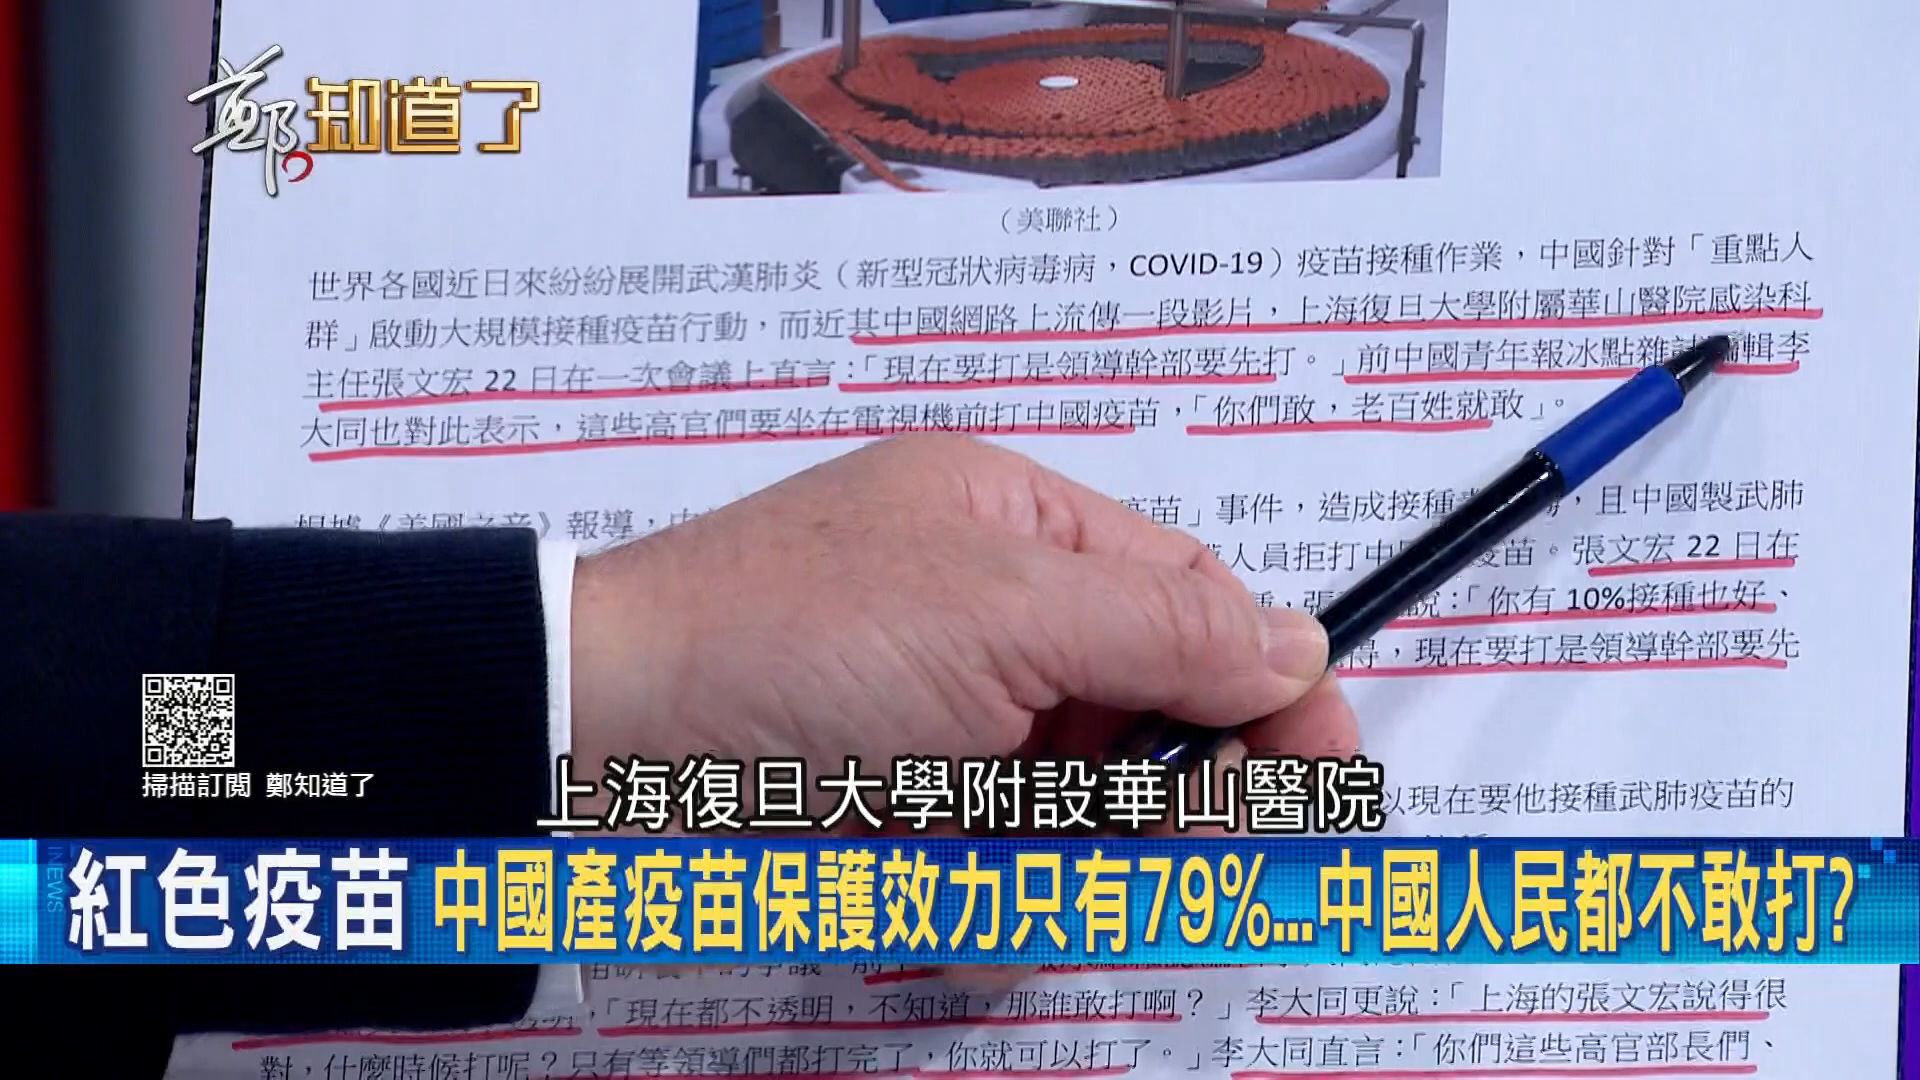 鄭知道了
（美聯社）
世界各國近日來紛紛展開武漢肺炎（新型冠狀病毒病，COVID-19）疫苗接種作業，中國針對「重點人
群」啟動大規模接種疫苗行動，而近其中國網路上流傳一段影片，上海復旦大學附屬華山醫院感染科
主任張文宏 22 日在一次會議上直言：「現在要打是領導幹部要先打。」前中國青年報冰點雜誌編輯李
大同也對此表示，這些高官們要坐在電視機前打中國疫苗，「你們敢，老百姓就敢」。
根據《美國之音》報導，
疫苗」事件，造成接種
，且中國製武肺
人員拒打中
疫苗。張文宏 22 日在
說：「你有 10%接種也好、
得，現在要打是領導幹部要先
掃描訂閱 鄭知道了
上海復旦大學附設華山醫院
以現在要他接種武肺疫苗的
INEWS
紅色疫苗 中國產疫苗保護效力只有79%...中國人民都不敢打?
，「現在都不透明，不知道，那誰敢打啊？」李大同更說：「上海的張文宏說得很
對，什麼時候打呢？只有等領導們都打完了，你就可以打了。」李大同直言：「你們這些高官部長們、